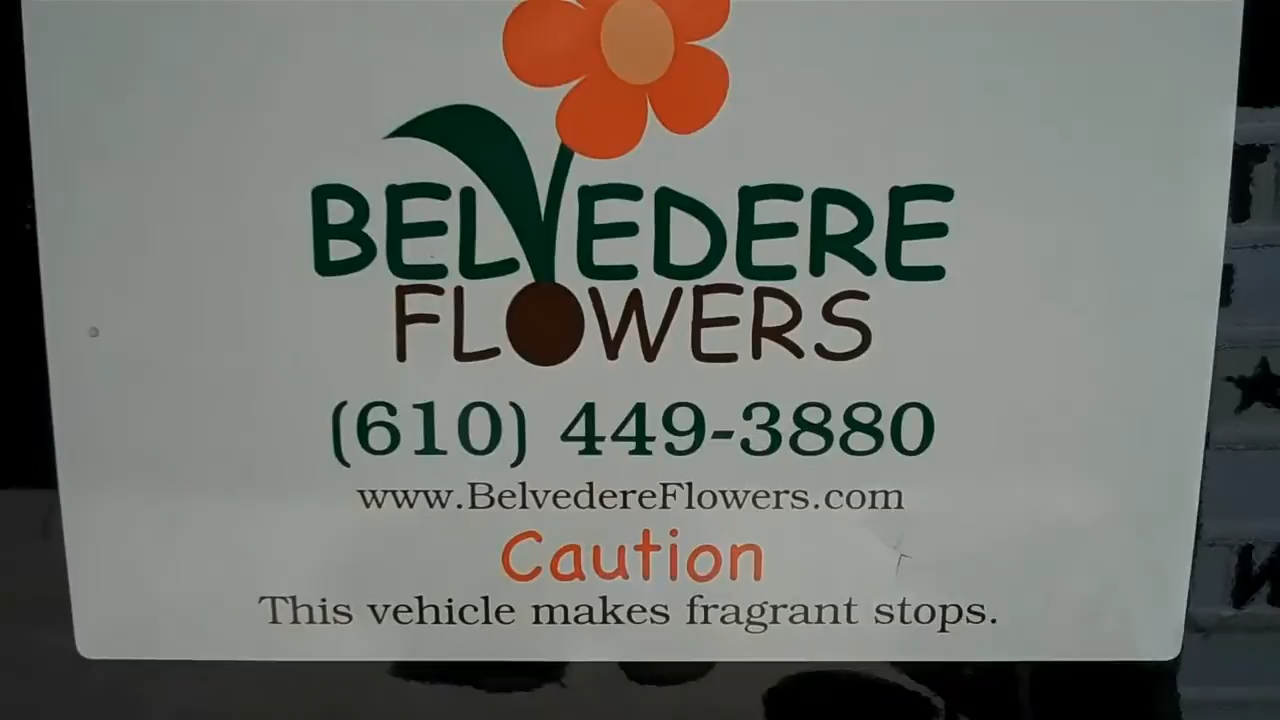 BELVEDERE
FLOWERS
(610) 449-3880
www.BelvedereFlowers.com
Caution
This vehicle makes fragrant stops.